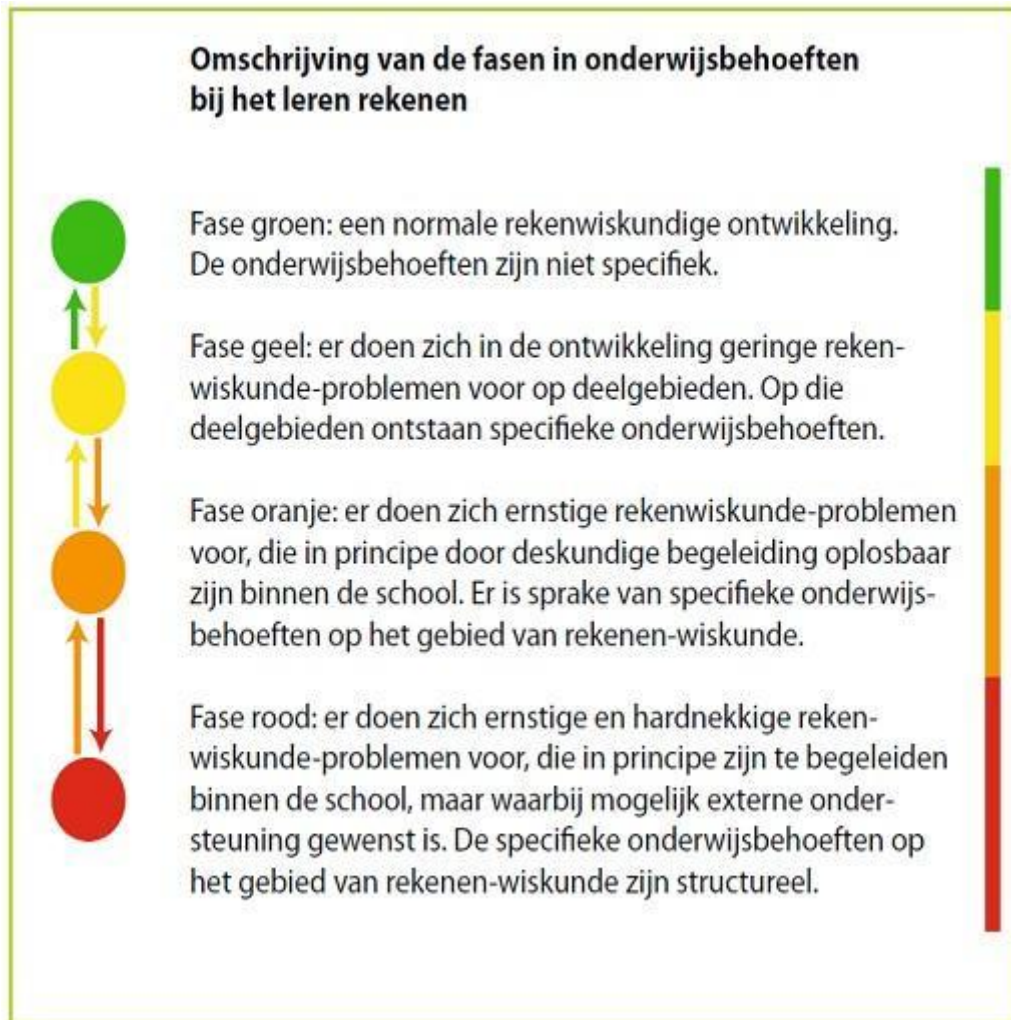 Omschrijving van de fasen in onderwijsbehoeften
bij het leren rekenen
Fase groen: een normale rekenwiskundige ontwikkeling.
De onderwijsbehoeften zijn niet specifiek.
Fase geel: er doen zich in de ontwikkeling geringe reken-
wiskunde-problemen voor op deelgebieden. Op die
deelgebieden ontstaan specifieke onderwijsbehoeften.
Fase oranje: er doen zich ernstige rekenwiskunde-problemen
voor, die in principe door deskundige begeleiding oplosbaar
zijn binnen de school. Er is sprake van specifieke onderwijs-
behoeften op het gebied van rekenen-wiskunde.
Fase rood: er doen zich ernstige en hardnekkige reken-
wiskunde-problemen voor, die in principe zijn te begeleiden
binnen de school, maar waarbij mogelijk externe onder-
steuning gewenst is. De specifieke onderwijsbehoeften op
het gebied van rekenen-wiskunde zijn structureel.